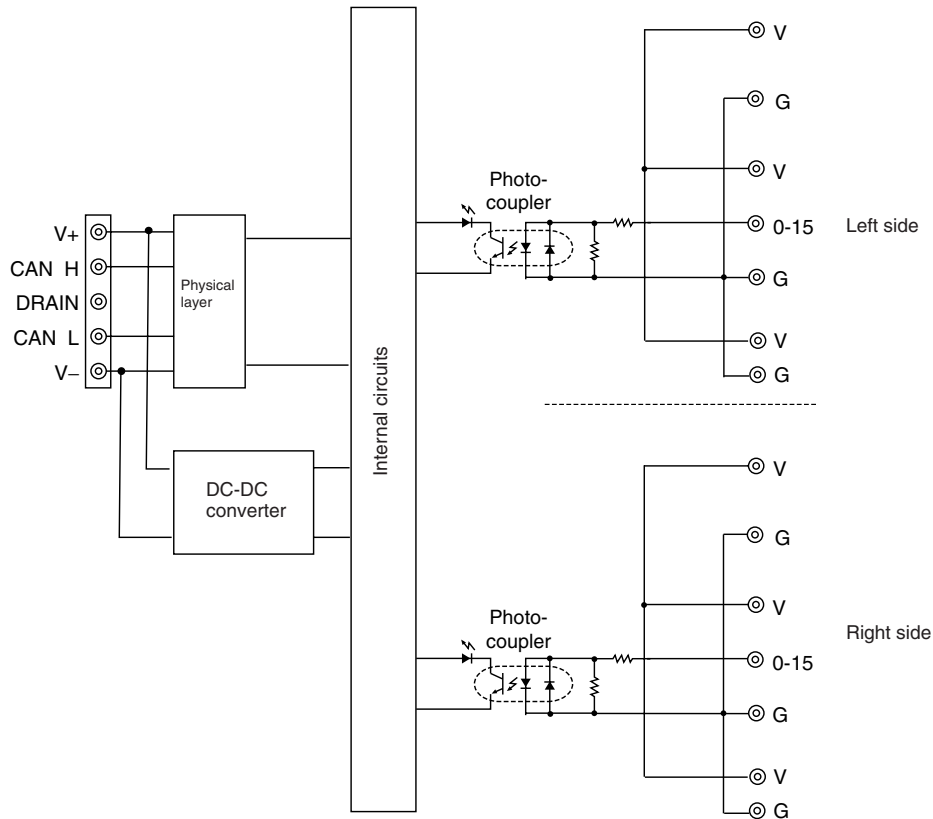 V+
CAN H
DRAIN
CAN L
V–
Physical
layer
DC-DC
converter
Internal circuits
Photo-
coupler
V
G
V
0-15
G
V
G
Left side
Photo-
coupler
V
G
V
0-15
G
V
G
Right side